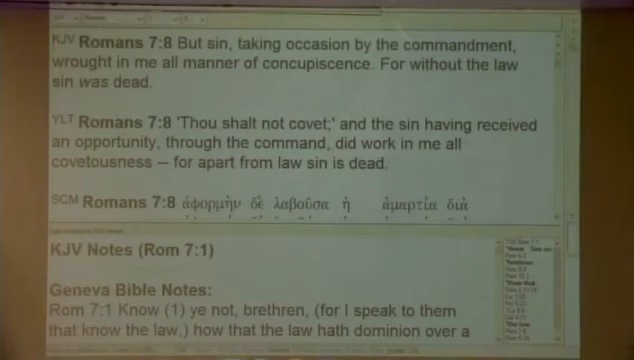 KJV Romans 7:8 But sin, taking occasion by the commandment,
wrought in me all manner of concupiscence. For without the law
sin was dead.
YLT Romans 7:8 'Thou shalt not covet;' and the sin having received
an opportunity, through the command, did work in me all
covetousness – for apart from law sin is dead.
SCM Romans 7:8 ἀφορμὴν δὲ λαβοῦσα ἡ ἁμαρτία διὰ
KJV Notes (Rom 7:1)
Geneva Bible Notes:
Rom 7:1 Know (1) ye not, brethren, (for I speak to them
that know the law,) how that the law hath dominion over a